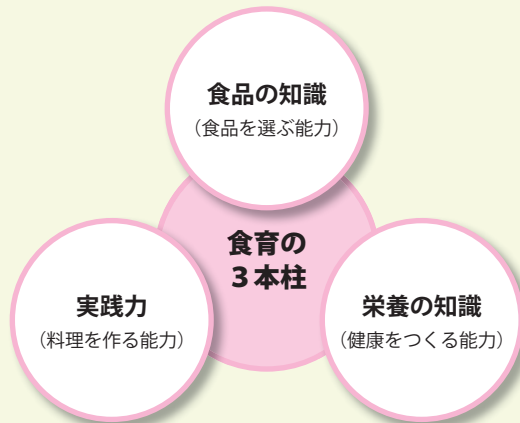 食品の知識
（食品を選ぶ能力）
食育の
３本柱
実践力
（料理を作る能力）
栄養の知識
（健康をつくる能力）